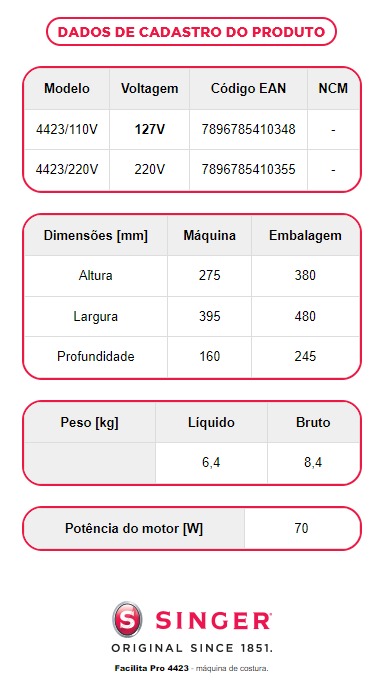 DADOS DE CADASTRO DO PRODUTO
Modelo Voltagem Código EAN NCM
4423/110V 127V 7896785410348 -
4423/220V 220V 7896785410355 -
Dimensões [mm] Máquina Embalagem
Altura 275 380
Largura 395 480
Profundidade 160 245
Peso [kg] Líquido Bruto
6,4 8,4
Potência do motor [W] 70
S SINGER
ORIGINAL SINCE 1851.
Facilita Pro 4423 - máquina de costura.